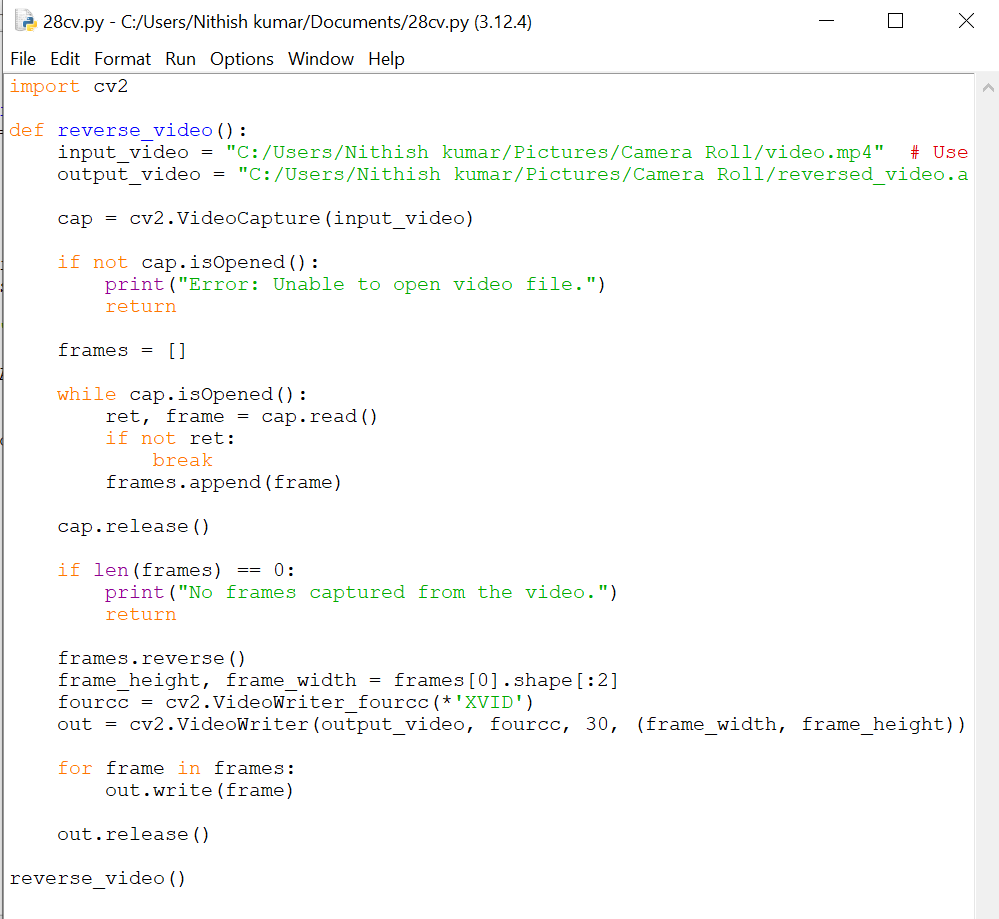 28cv.py - C:/Users/Nithish kumar/Documents/28cv.py (3.12.4)
File Edit Format Run Options Window Help
import cv2
def reverse_video():
    input_video = "C:/Users/Nithish kumar/Pictures/Camera Roll/video.mp4"  # Use
    output_video = "C:/Users/Nithish kumar/Pictures/Camera Roll/reversed_video.a
    cap = cv2.VideoCapture(input_video)
    if not cap.isOpened():
        print("Error: Unable to open video file.")
        return
    frames = []
    while cap.isOpened():
        ret, frame = cap.read()
        if not ret:
            break
        frames.append(frame)
    cap.release()
    if len(frames) == 0:
        print("No frames captured from the video.")
        return
    frames.reverse()
    frame_height, frame_width = frames[0].shape[:2]
    fourcc = cv2.VideoWriter_fourcc(*'XVID')
    out = cv2.VideoWriter(output_video, fourcc, 30, (frame_width, frame_height))
    for frame in frames:
        out.write(frame)
    out.release()
reverse_video()